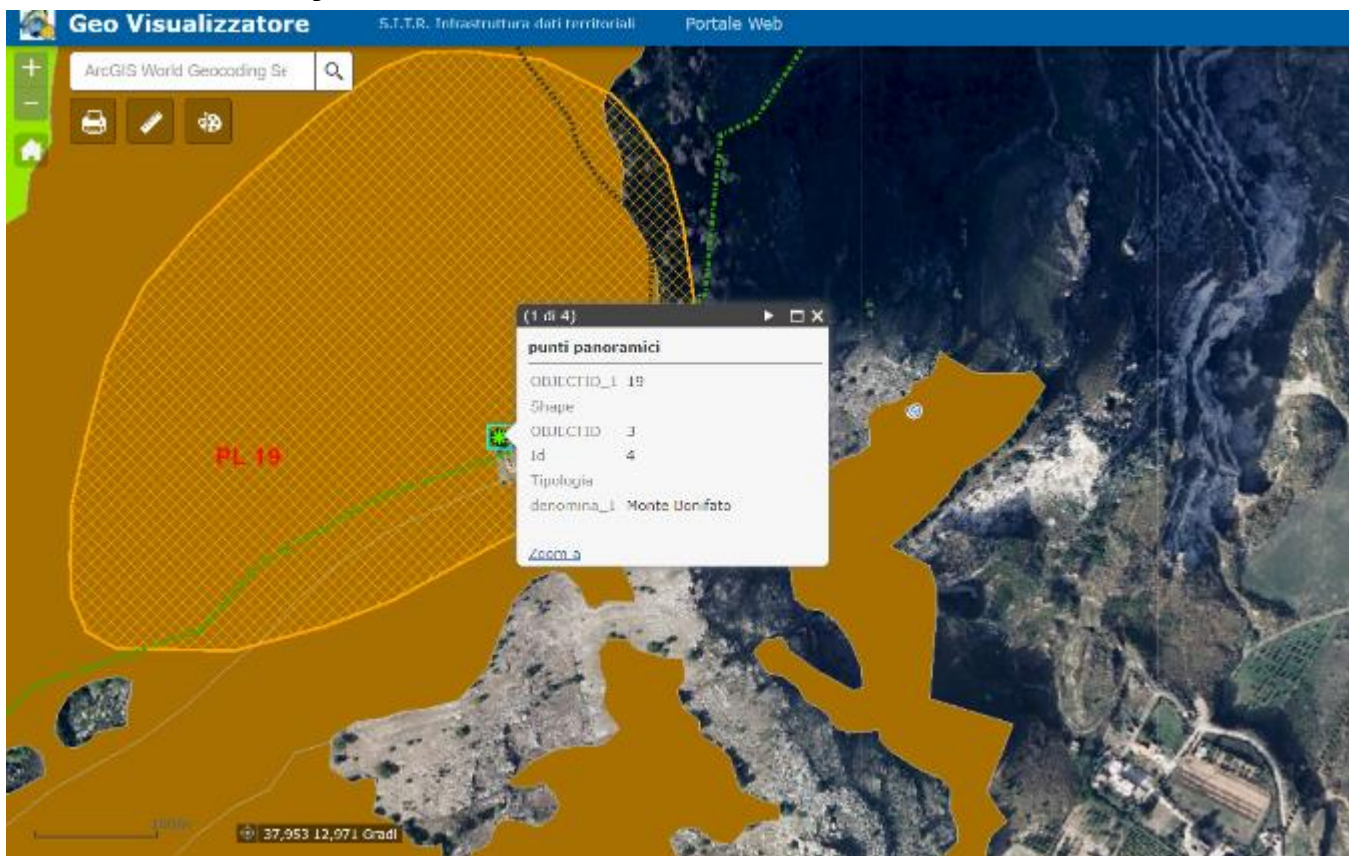 Geo Visualizzatore
S.I.T.R. Infrastruttura dati territoriali
Portale Web
ArcGIS World Geocoding Se
PL 19
(1 di 4)
punti panoramici
OBJECTID_1 19
Shape
OBJECTID 3
Id 4
Tipologia
denomina_1 Monte Bonifato
Zoom a
37,953 12,971 Gradi